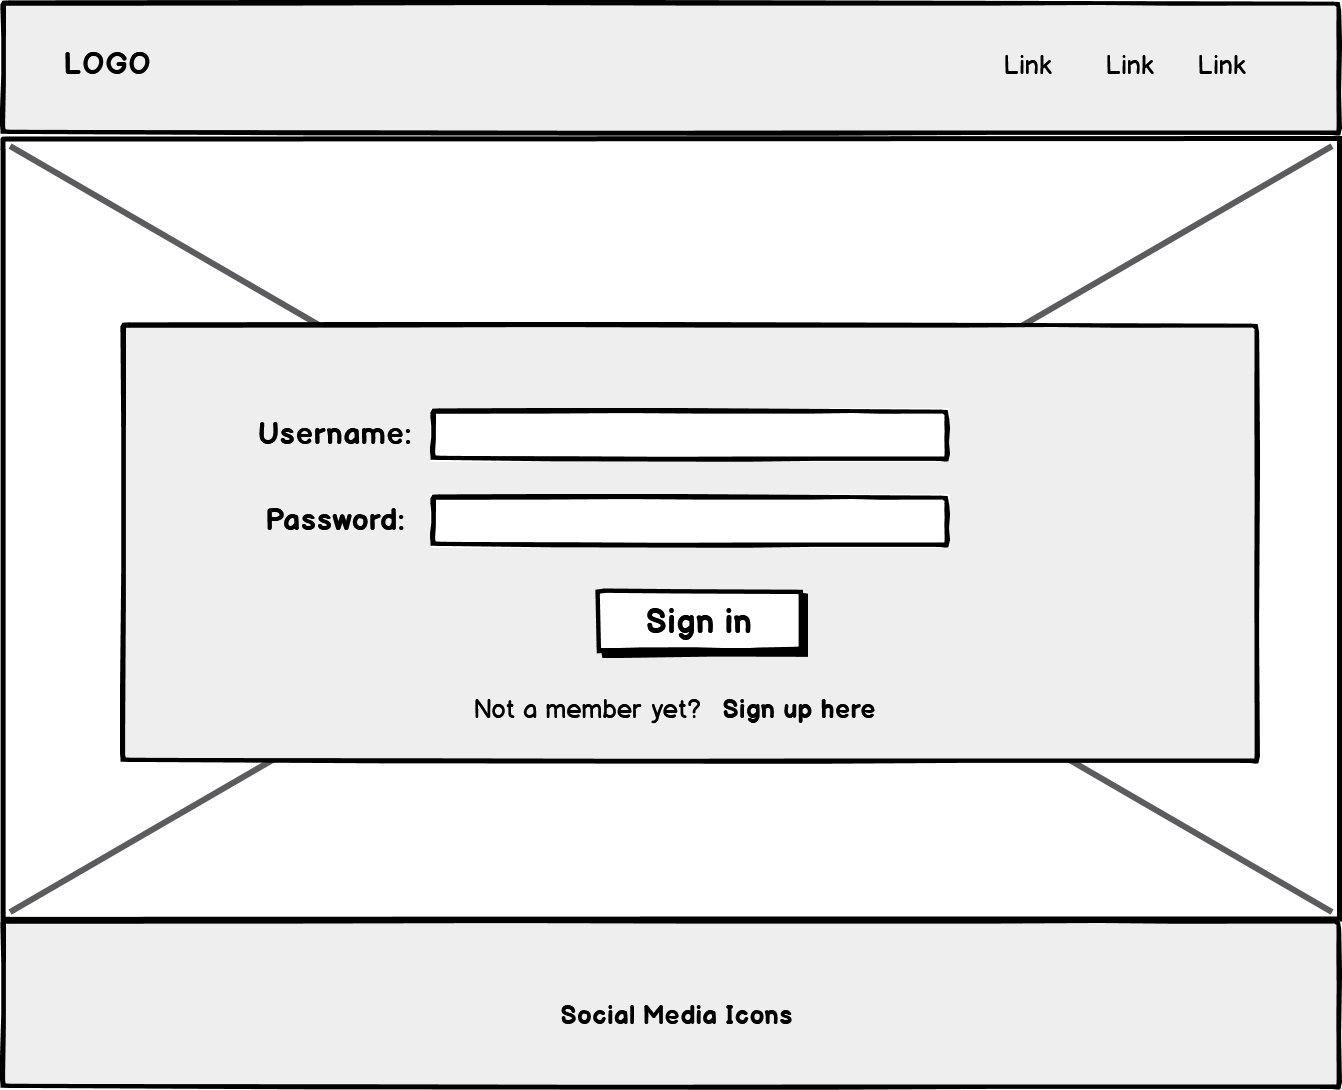 LOGO Link Link Link
Username:
Password:
Sign in
Not a member yet? Sign up here
Social Media Icons